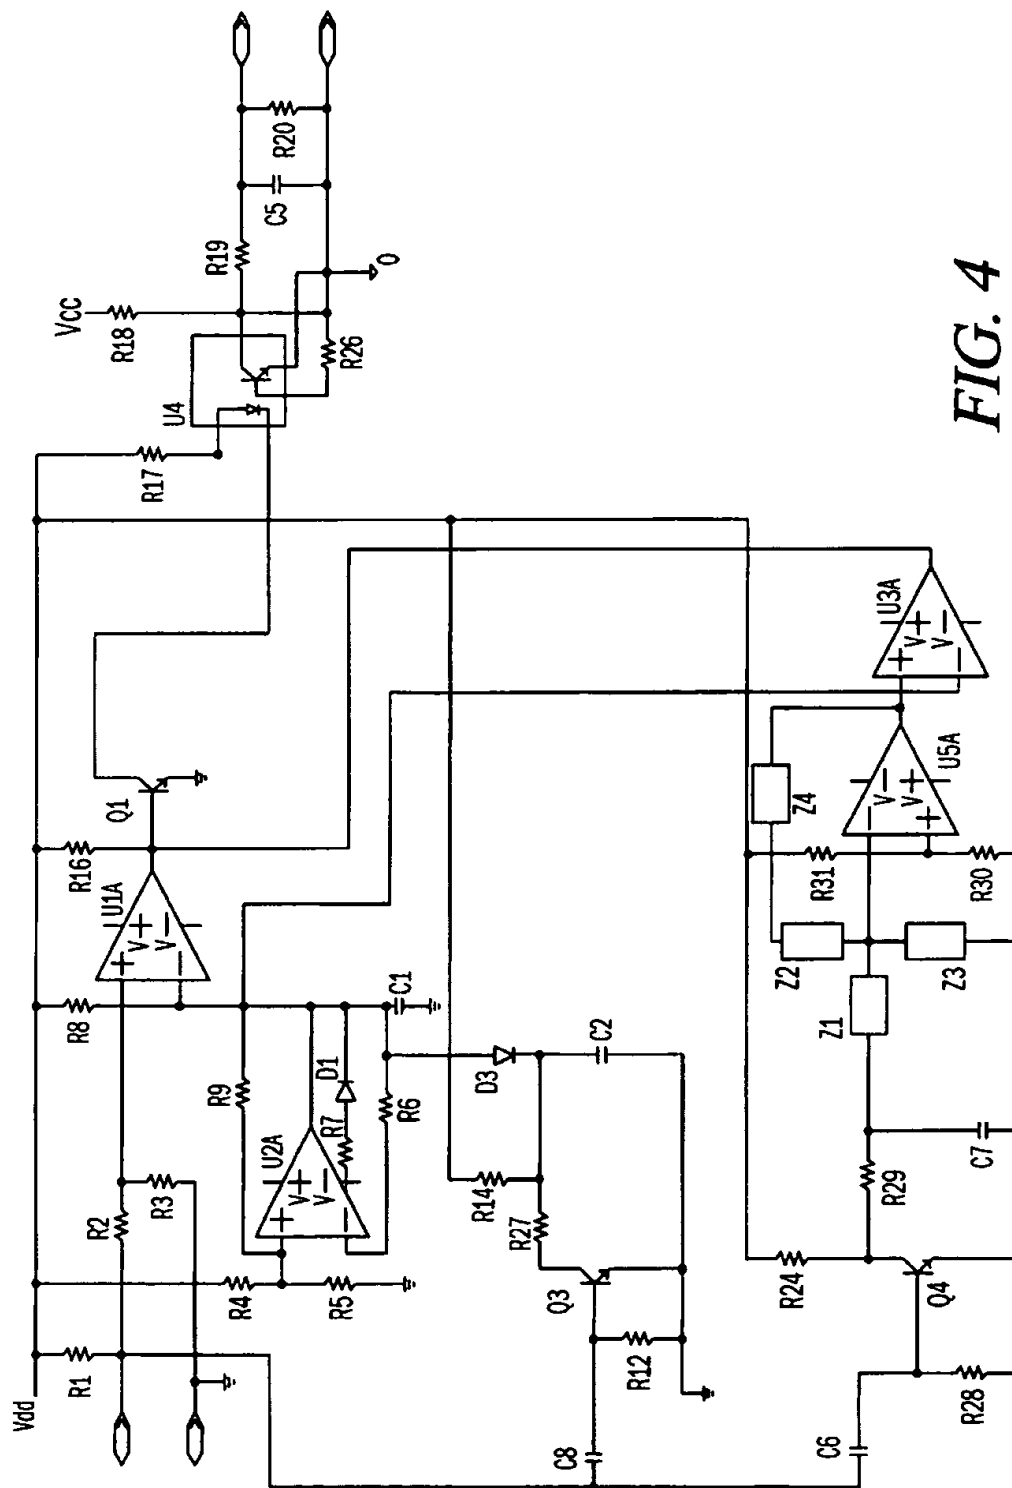 Vdd
R1
R2
R3
R4
R5
R8
U1A
+
V+
V−
−
R16
Q1
R17
U4
Vcc
R18
R19
R26
0
C5
R20
R9
U2A
+
V+
V−
−
R7
D1
R6
C1
D3
C2
R14
R27
Q3
R12
C8
C6
R28
Q4
R24
R29
C7
Z1
Z2
Z3
Z4
R31
R30
−
V−
V+
+
U5A
U3A
+
V+
V−
−
FIG. 4